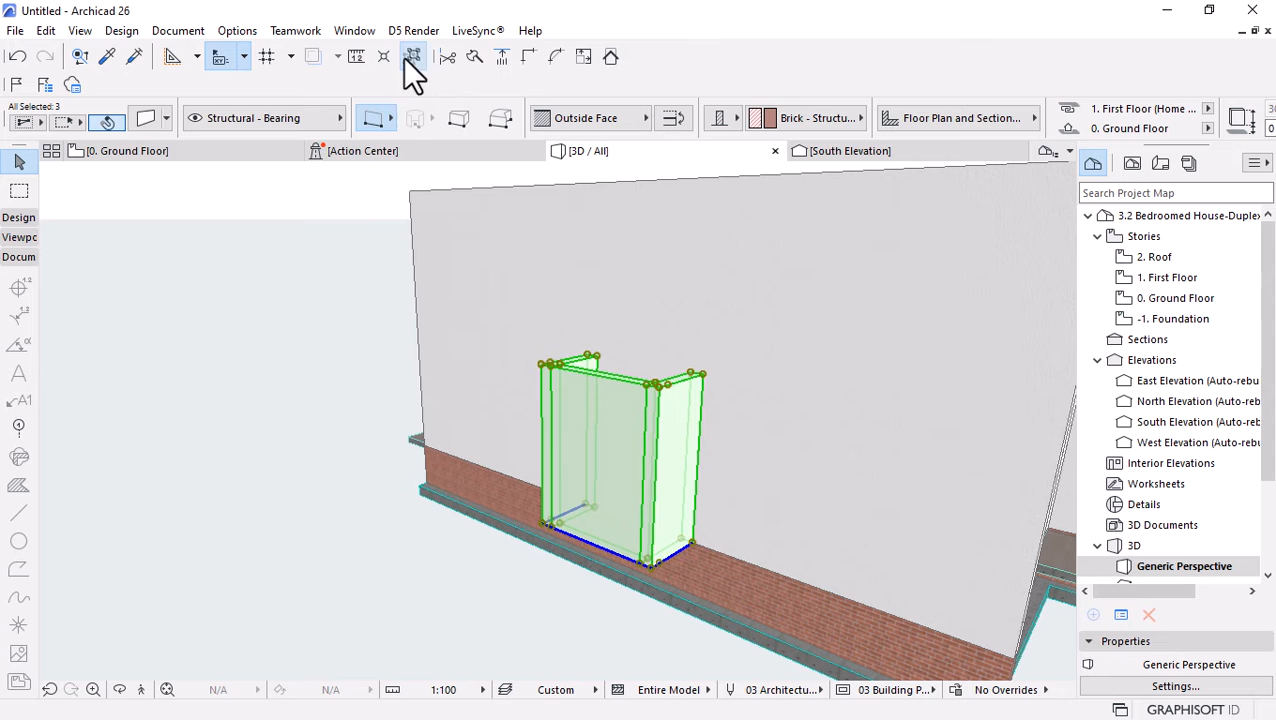 Untitled - Archicad 26
File Edit View Design Document Options Teamwork Window D5 Render LiveSync® Help
All Selected: 3
Structural - Bearing
Outside Face
Brick - Structu...
Floor Plan and Section...
1. First Floor (Home ...
0. Ground Floor
[0. Ground Floor]
[Action Center]
[3D / All]
[South Elevation]
Design
Viewpc
Docum
Search Project Map
3.2 Bedroomed House-Duplex
Stories
2. Roof
1. First Floor
0. Ground Floor
-1. Foundation
Sections
Elevations
East Elevation (Auto-rebu
North Elevation (Auto-rebu
South Elevation (Auto-rebu
West Elevation (Auto-rebu
Interior Elevations
Worksheets
Details
3D Documents
3D
Generic Perspective
Properties
Generic Perspective
Settings...
N/A
N/A
1:100
Custom
Entire Model
03 Architectu...
03 Building P...
No Overrides
GRAPHISOFT ID